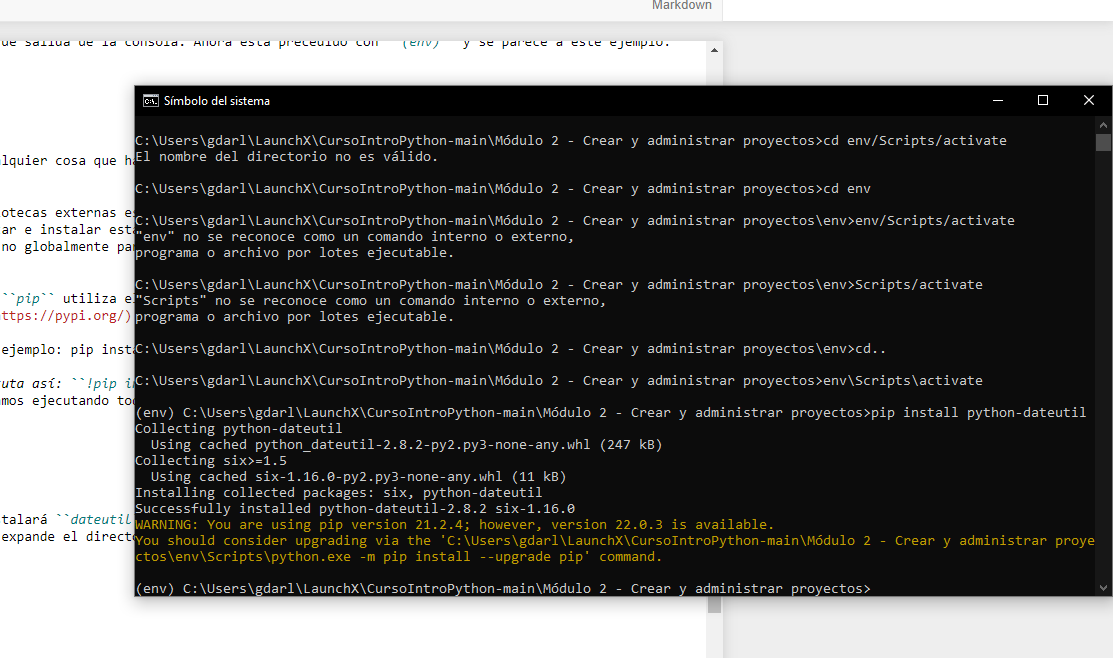 Markdown
de salida de la consola. Ahora está precedido con ``(env)`` y se parece a este ejemplo:
Símbolo del sistema
C:\Users\gdarl\LaunchX\CursoIntroPython-main\Módulo 2 - Crear y administrar proyectos>cd env/Scripts/activate
lquier cosa que h
El nombre del directorio no es válido.
C:\Users\gdarl\LaunchX\CursoIntroPython-main\Módulo 2 - Crear y administrar proyectos>cd env
otecas externas e
C:\Users\gdarl\LaunchX\CursoIntroPython-main\Módulo 2 - Crear y administrar proyectos\env>env/Scripts/activate
ar e instalar est
"env" no se reconoce como un comando interno o externo,
no globalmente pa
programa o archivo por lotes ejecutable.
C:\Users\gdarl\LaunchX\CursoIntroPython-main\Módulo 2 - Crear y administrar proyectos\env>Scripts/activate
``pip`` utiliza e
"Scripts" no se reconoce como un comando interno o externo,
ttps://pypi.org/)
programa o archivo por lotes ejecutable.
ejemplo: pip inst
C:\Users\gdarl\LaunchX\CursoIntroPython-main\Módulo 2 - Crear y administrar proyectos\env>cd..
uta así: ``!pip i
C:\Users\gdarl\LaunchX\CursoIntroPython-main\Módulo 2 - Crear y administrar proyectos>env\Scripts\activate
mos ejecutando to
(env) C:\Users\gdarl\LaunchX\CursoIntroPython-main\Módulo 2 - Crear y administrar proyectos>pip install python-dateutil
Collecting python-dateutil
Using cached python_dateutil-2.8.2-py2.py3-none-any.whl (247 kB)
Collecting six>=1.5
Using cached six-1.16.0-py2.py3-none-any.whl (11 kB)
Installing collected packages: six, python-dateutil
Successfully installed python-dateutil-2.8.2 six-1.16.0
talará ``dateutil
WARNING: You are using pip version 21.2.4; however, version 22.0.3 is available.
expande el direct
You should consider upgrading via the 'C:\Users\gdarl\LaunchX\CursoIntroPython-main\Módulo 2 - Crear y administrar proye
ctos\env\Scripts\python.exe -m pip install --upgrade pip' command.
(env) C:\Users\gdarl\LaunchX\CursoIntroPython-main\Módulo 2 - Crear y administrar proyectos>